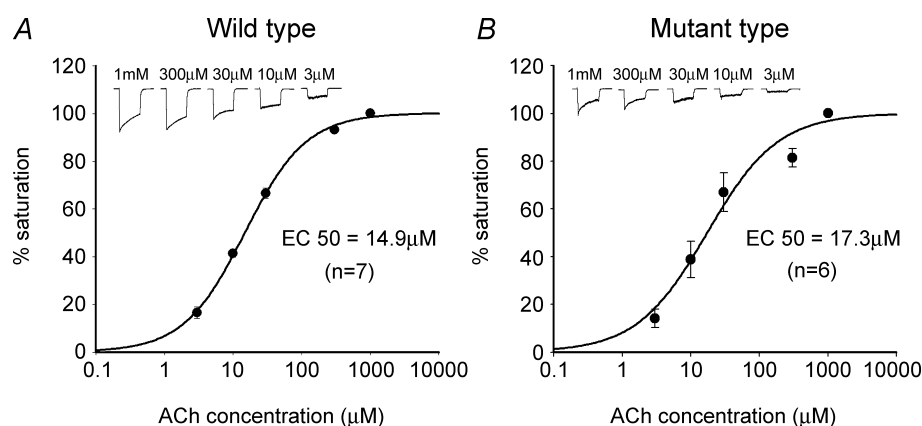 A Wild type
1mM 300μM 30μM 10μM 3μM
120
100
80
60
40
20
0
% saturation
EC 50 = 14.9μM
(n=7)
0.1 1 10 100 1000 10000
ACh concentration (μM)
B Mutant type
1mM 300μM 30μM 10μM 3μM
120
100
80
60
40
20
0
% saturation
EC 50 = 17.3μM
(n=6)
0.1 1 10 100 1000 10000
ACh concentration (μM)